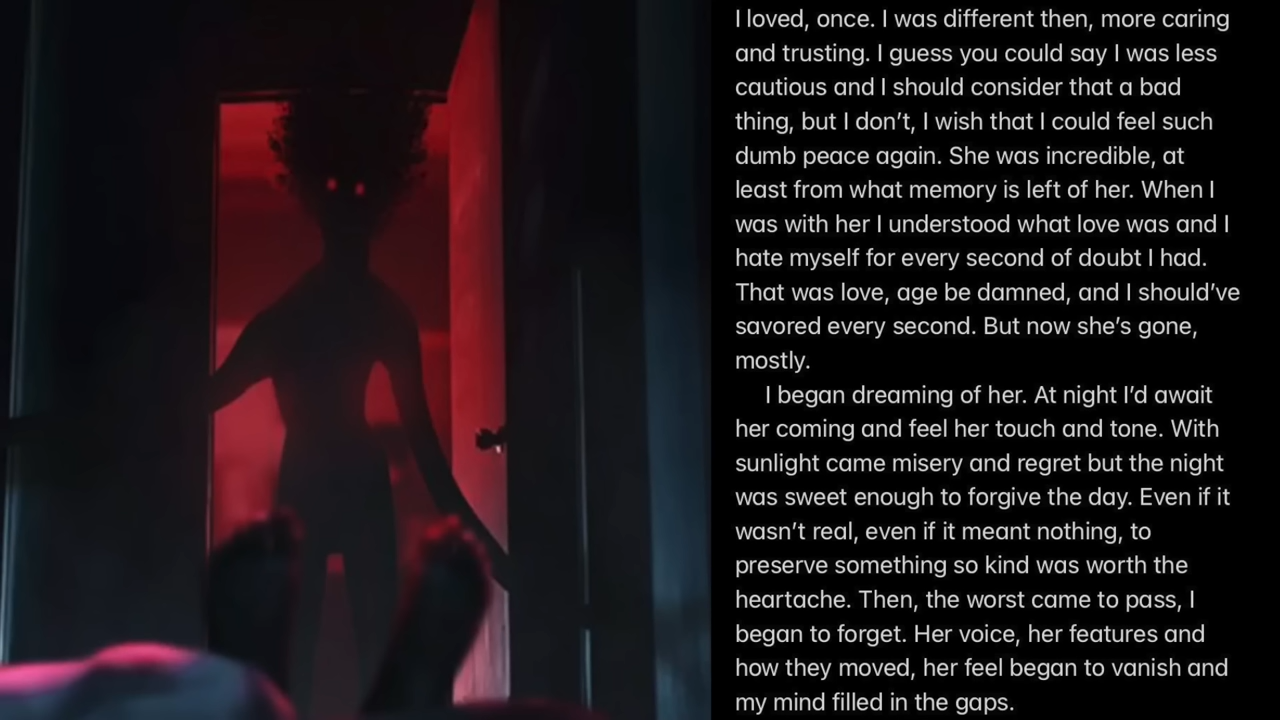 I loved, once. I was different then, more caring
and trusting. I guess you could say I was less
cautious and I should consider that a bad
thing, but I don’t, I wish that I could feel such
dumb peace again. She was incredible, at
least from what memory is left of her. When I
was with her I understood what love was and I
hate myself for every second of doubt I had.
That was love, age be damned, and I should’ve
savored every second. But now she’s gone,
mostly.
I began dreaming of her. At night I’d await
her coming and feel her touch and tone. With
sunlight came misery and regret but the night
was sweet enough to forgive the day. Even if it
wasn’t real, even if it meant nothing, to
preserve something so kind was worth the
heartache. Then, the worst came to pass, I
began to forget. Her voice, her features and
how they moved, her feel began to vanish and
my mind filled in the gaps.